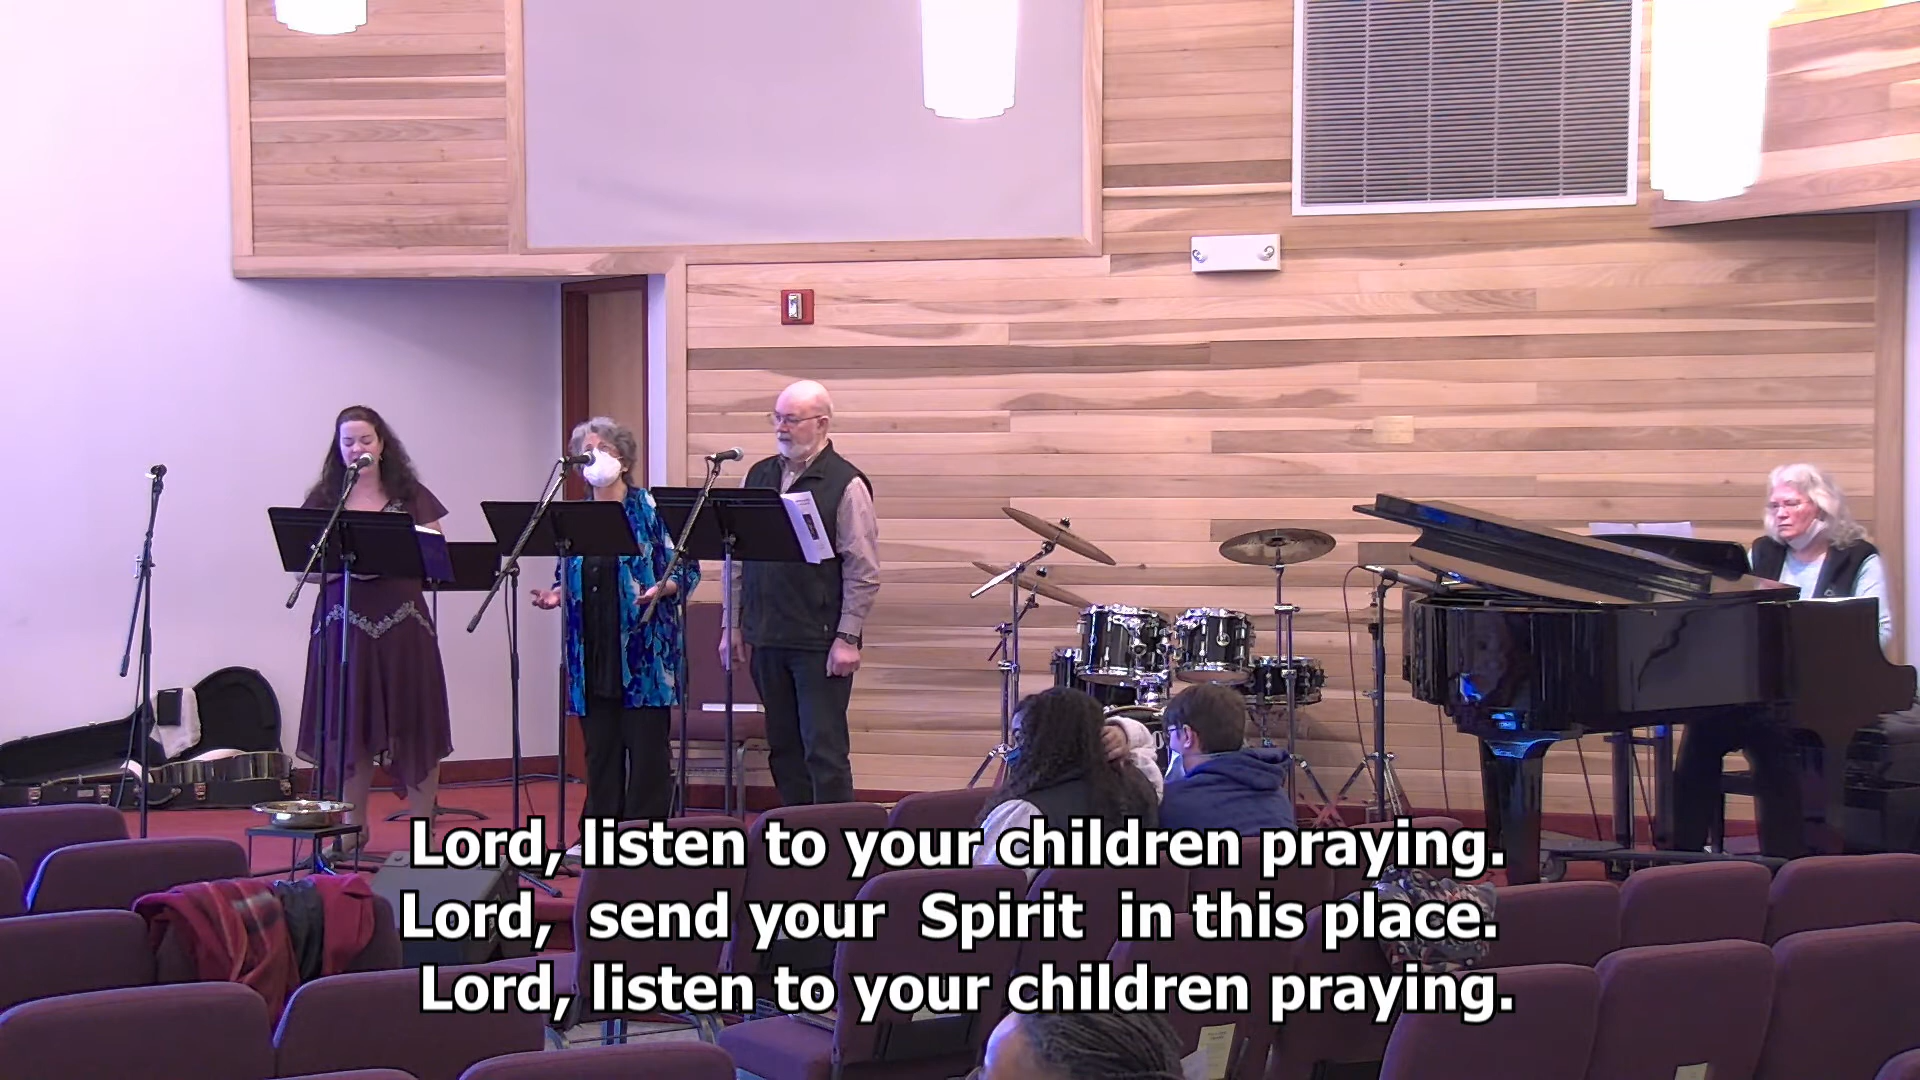 Lord, listen to your children praying.
Lord, send your Spirit in this place.
Lord, listen to your children praying.